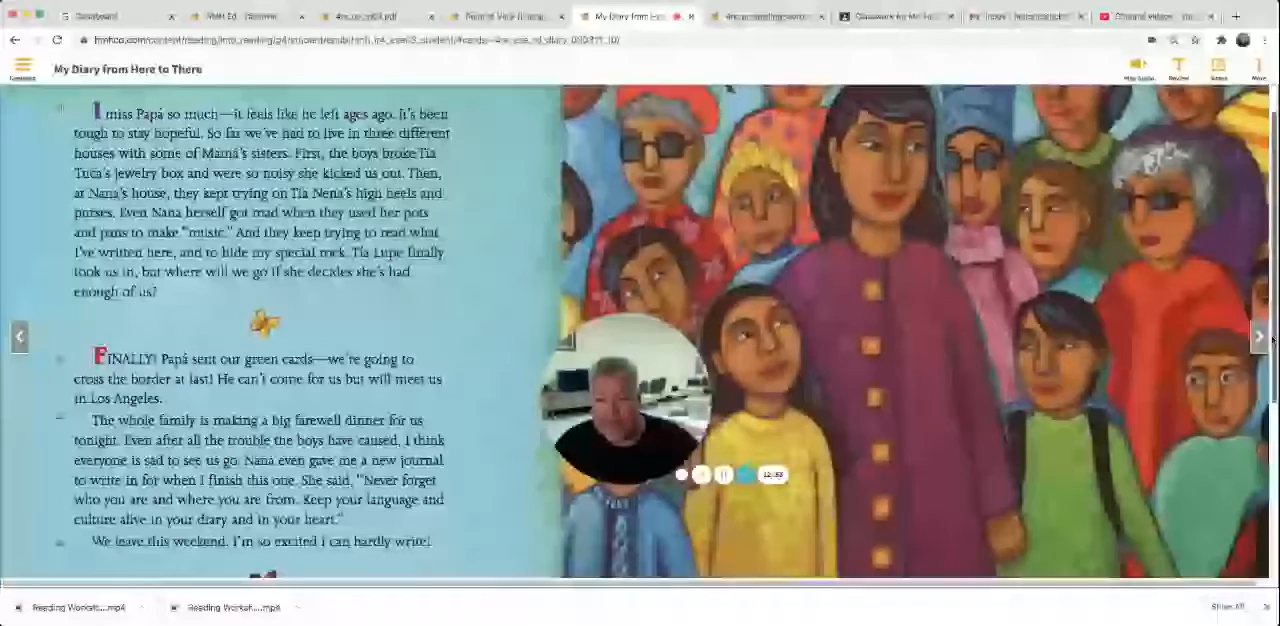 My Diary from Here to There
I miss Papá so much—it feels like he left ages ago. It's been
tough to stay hopeful. So far we've had to live in three different
houses with some of Mamá's sisters. First, the boys broke Tía
Tuca's jewelry box and were so noisy she kicked us out. Then,
at Nana's house, they kept trying on Tía Nena's high heels and
purses. Even Nana herself got mad when they used her pots
and pans to make "music." And they keep trying to read what
I've written here, and to hide my special rock. Tía Lupe finally
took us in, but where will we go if she decides she's had
enough of us?
FINALLY! Papá sent our green cards—we're going to
cross the border at last! He can't come for us but will meet us
in Los Angeles.
The whole family is making a big farewell dinner for us
tonight. Even after all the trouble the boys have caused, I think
everyone is sad to see us go. Nana even gave me a new journal
to write in for when I finish this one. She said, "Never forget
who you are and where you are from. Keep your language and
culture alive in your diary and in your heart."
We leave this weekend. I'm so excited I can hardly write!
12:53
Reading Workst....mp4
Reading Workst....mp4
Show All